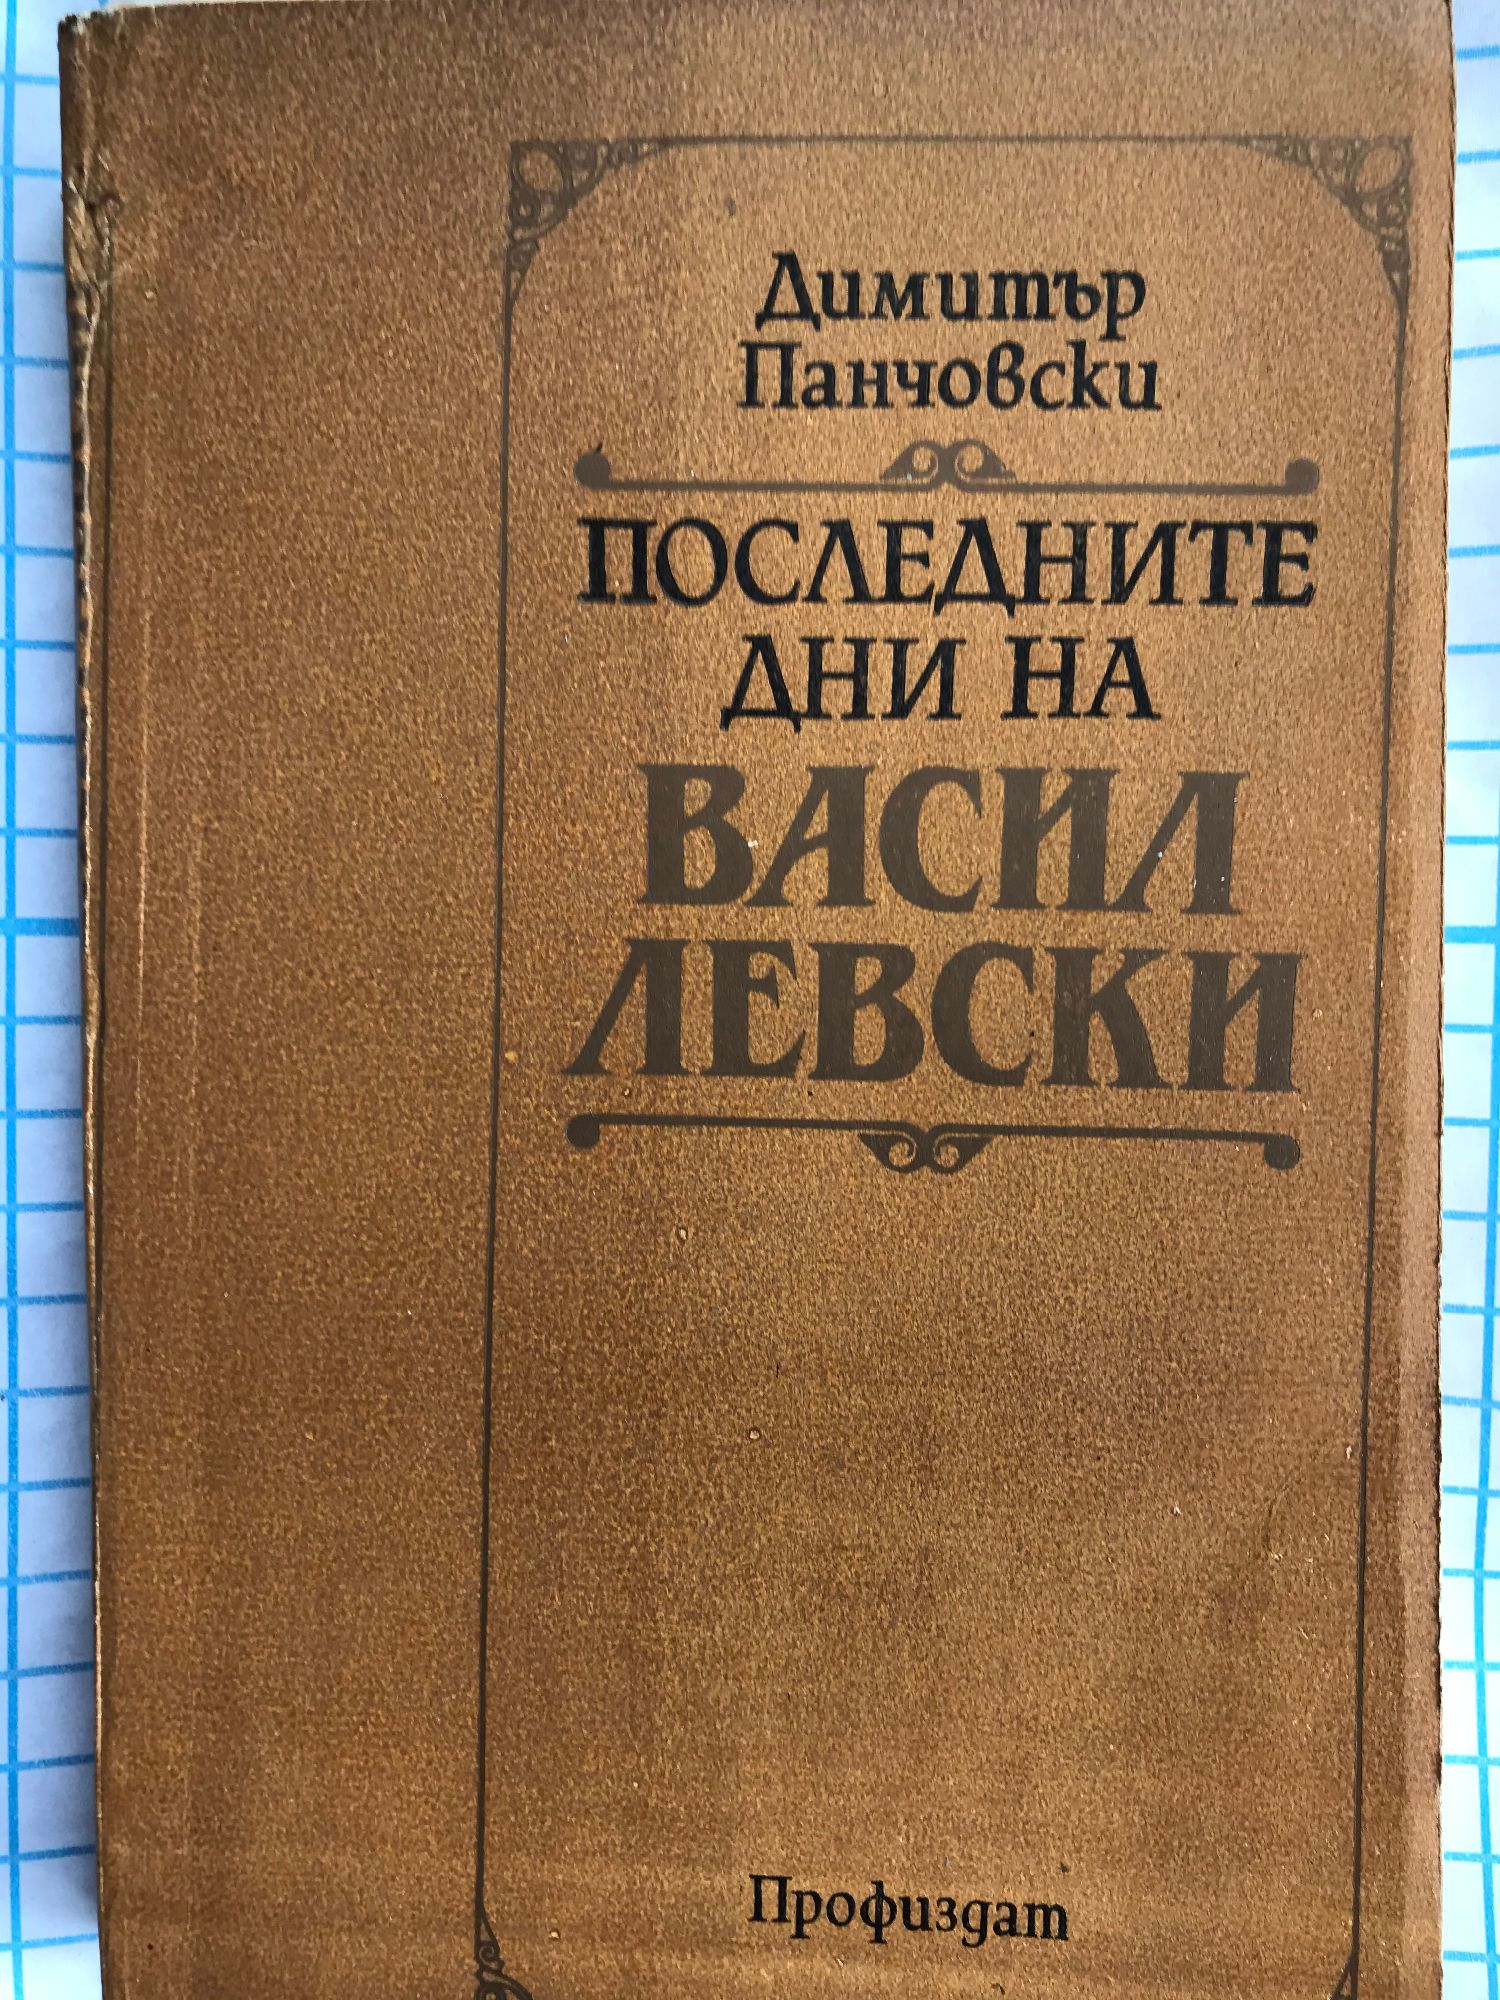 Димитър
Панчовски
ПОСЛЕДНИТЕ
ДНИ НА
ВАСИЛ
ЛЕВСКИ
Профиздат